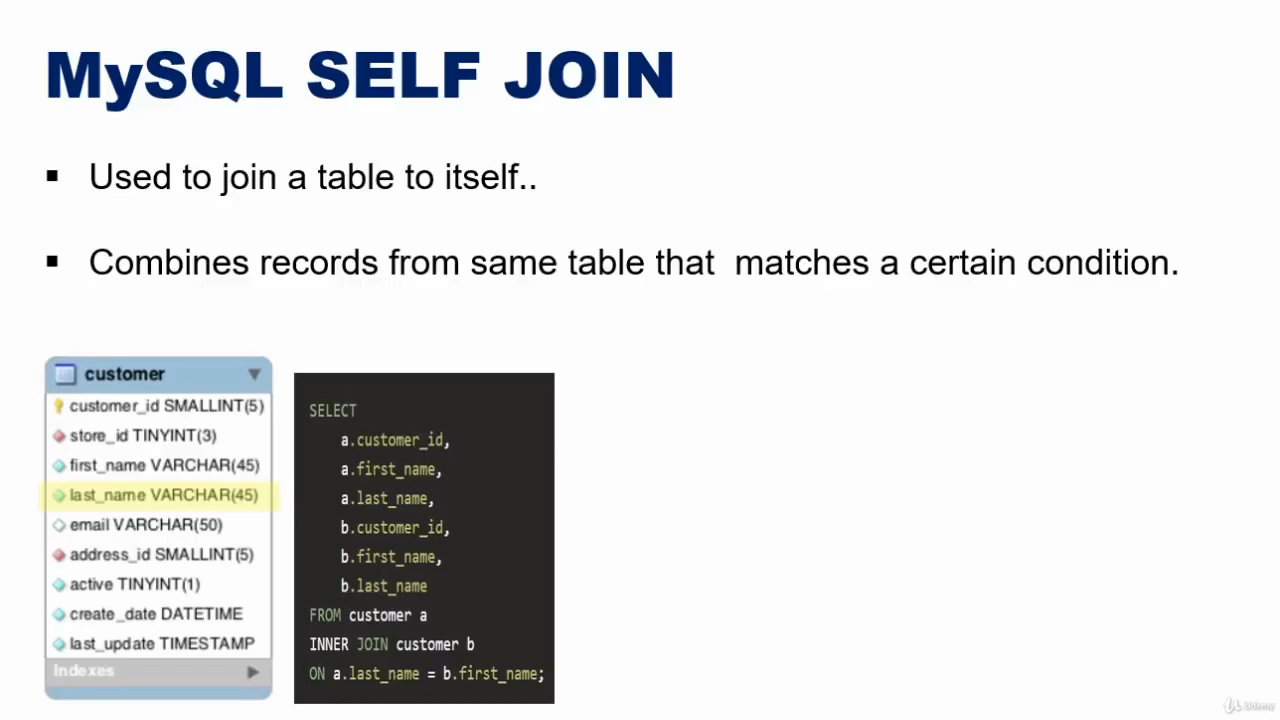 MySQL SELF JOIN
▪ Used to join a table to itself..
▪ Combines records from same table that  matches a certain condition.
customer
customer_id SMALLINT(5)
store_id TINYINT(3)
first_name VARCHAR(45)
last_name VARCHAR(45)
email VARCHAR(50)
address_id SMALLINT(5)
active TINYINT(1)
create_date DATETIME
last_update TIMESTAMP
Indexes
SELECT
a.customer_id,
a.first_name,
a.last_name,
b.customer_id,
b.first_name,
b.last_name
FROM customer a
INNER JOIN customer b
ON a.last_name = b.first_name;
Udemy